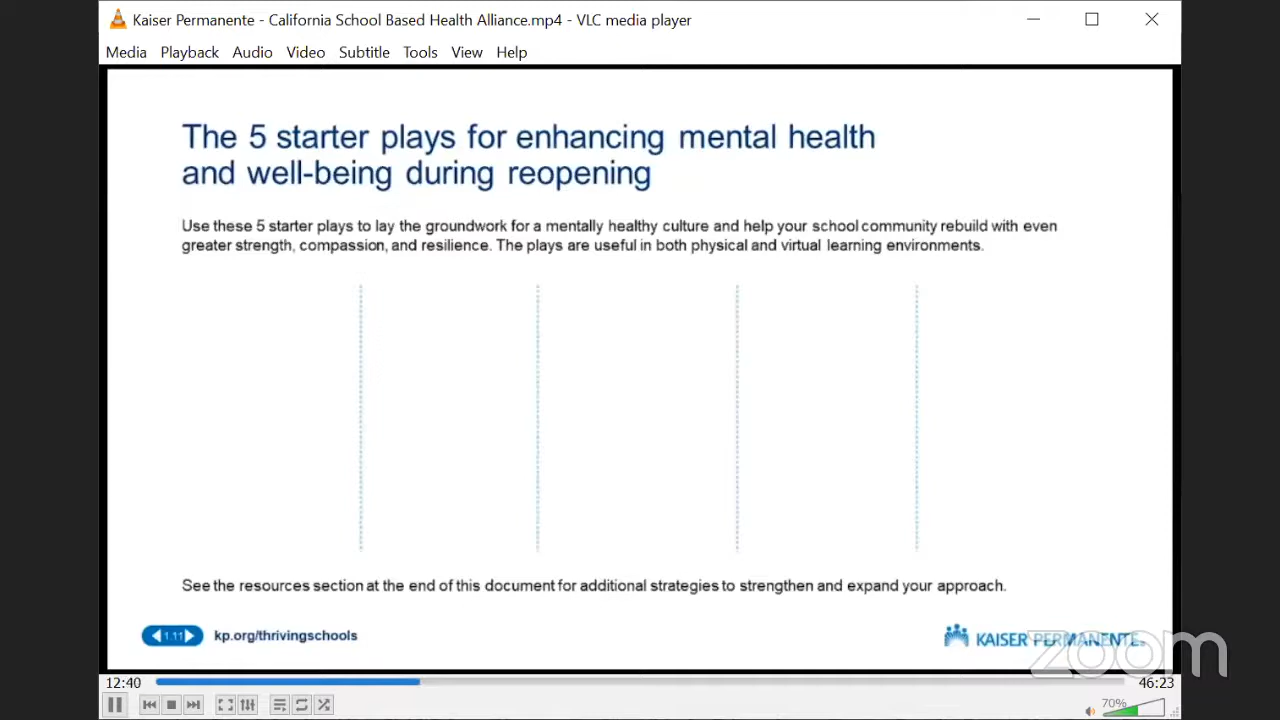 Kaiser Permanente - California School Based Health Alliance.mp4 - VLC media player
Media Playback Audio Video Subtitle Tools View Help
The 5 starter plays for enhancing mental health
and well-being during reopening
Use these 5 starter plays to lay the groundwork for a mentally healthy culture and help your school community rebuild with even
greater strength, compassion, and resilience. The plays are useful in both physical and virtual learning environments.
See the resources section at the end of this document for additional strategies to strengthen and expand your approach.
1.11 kp.org/thrivingschools
KAISER PERMANENTE
zoom
12:40 46:23
70%